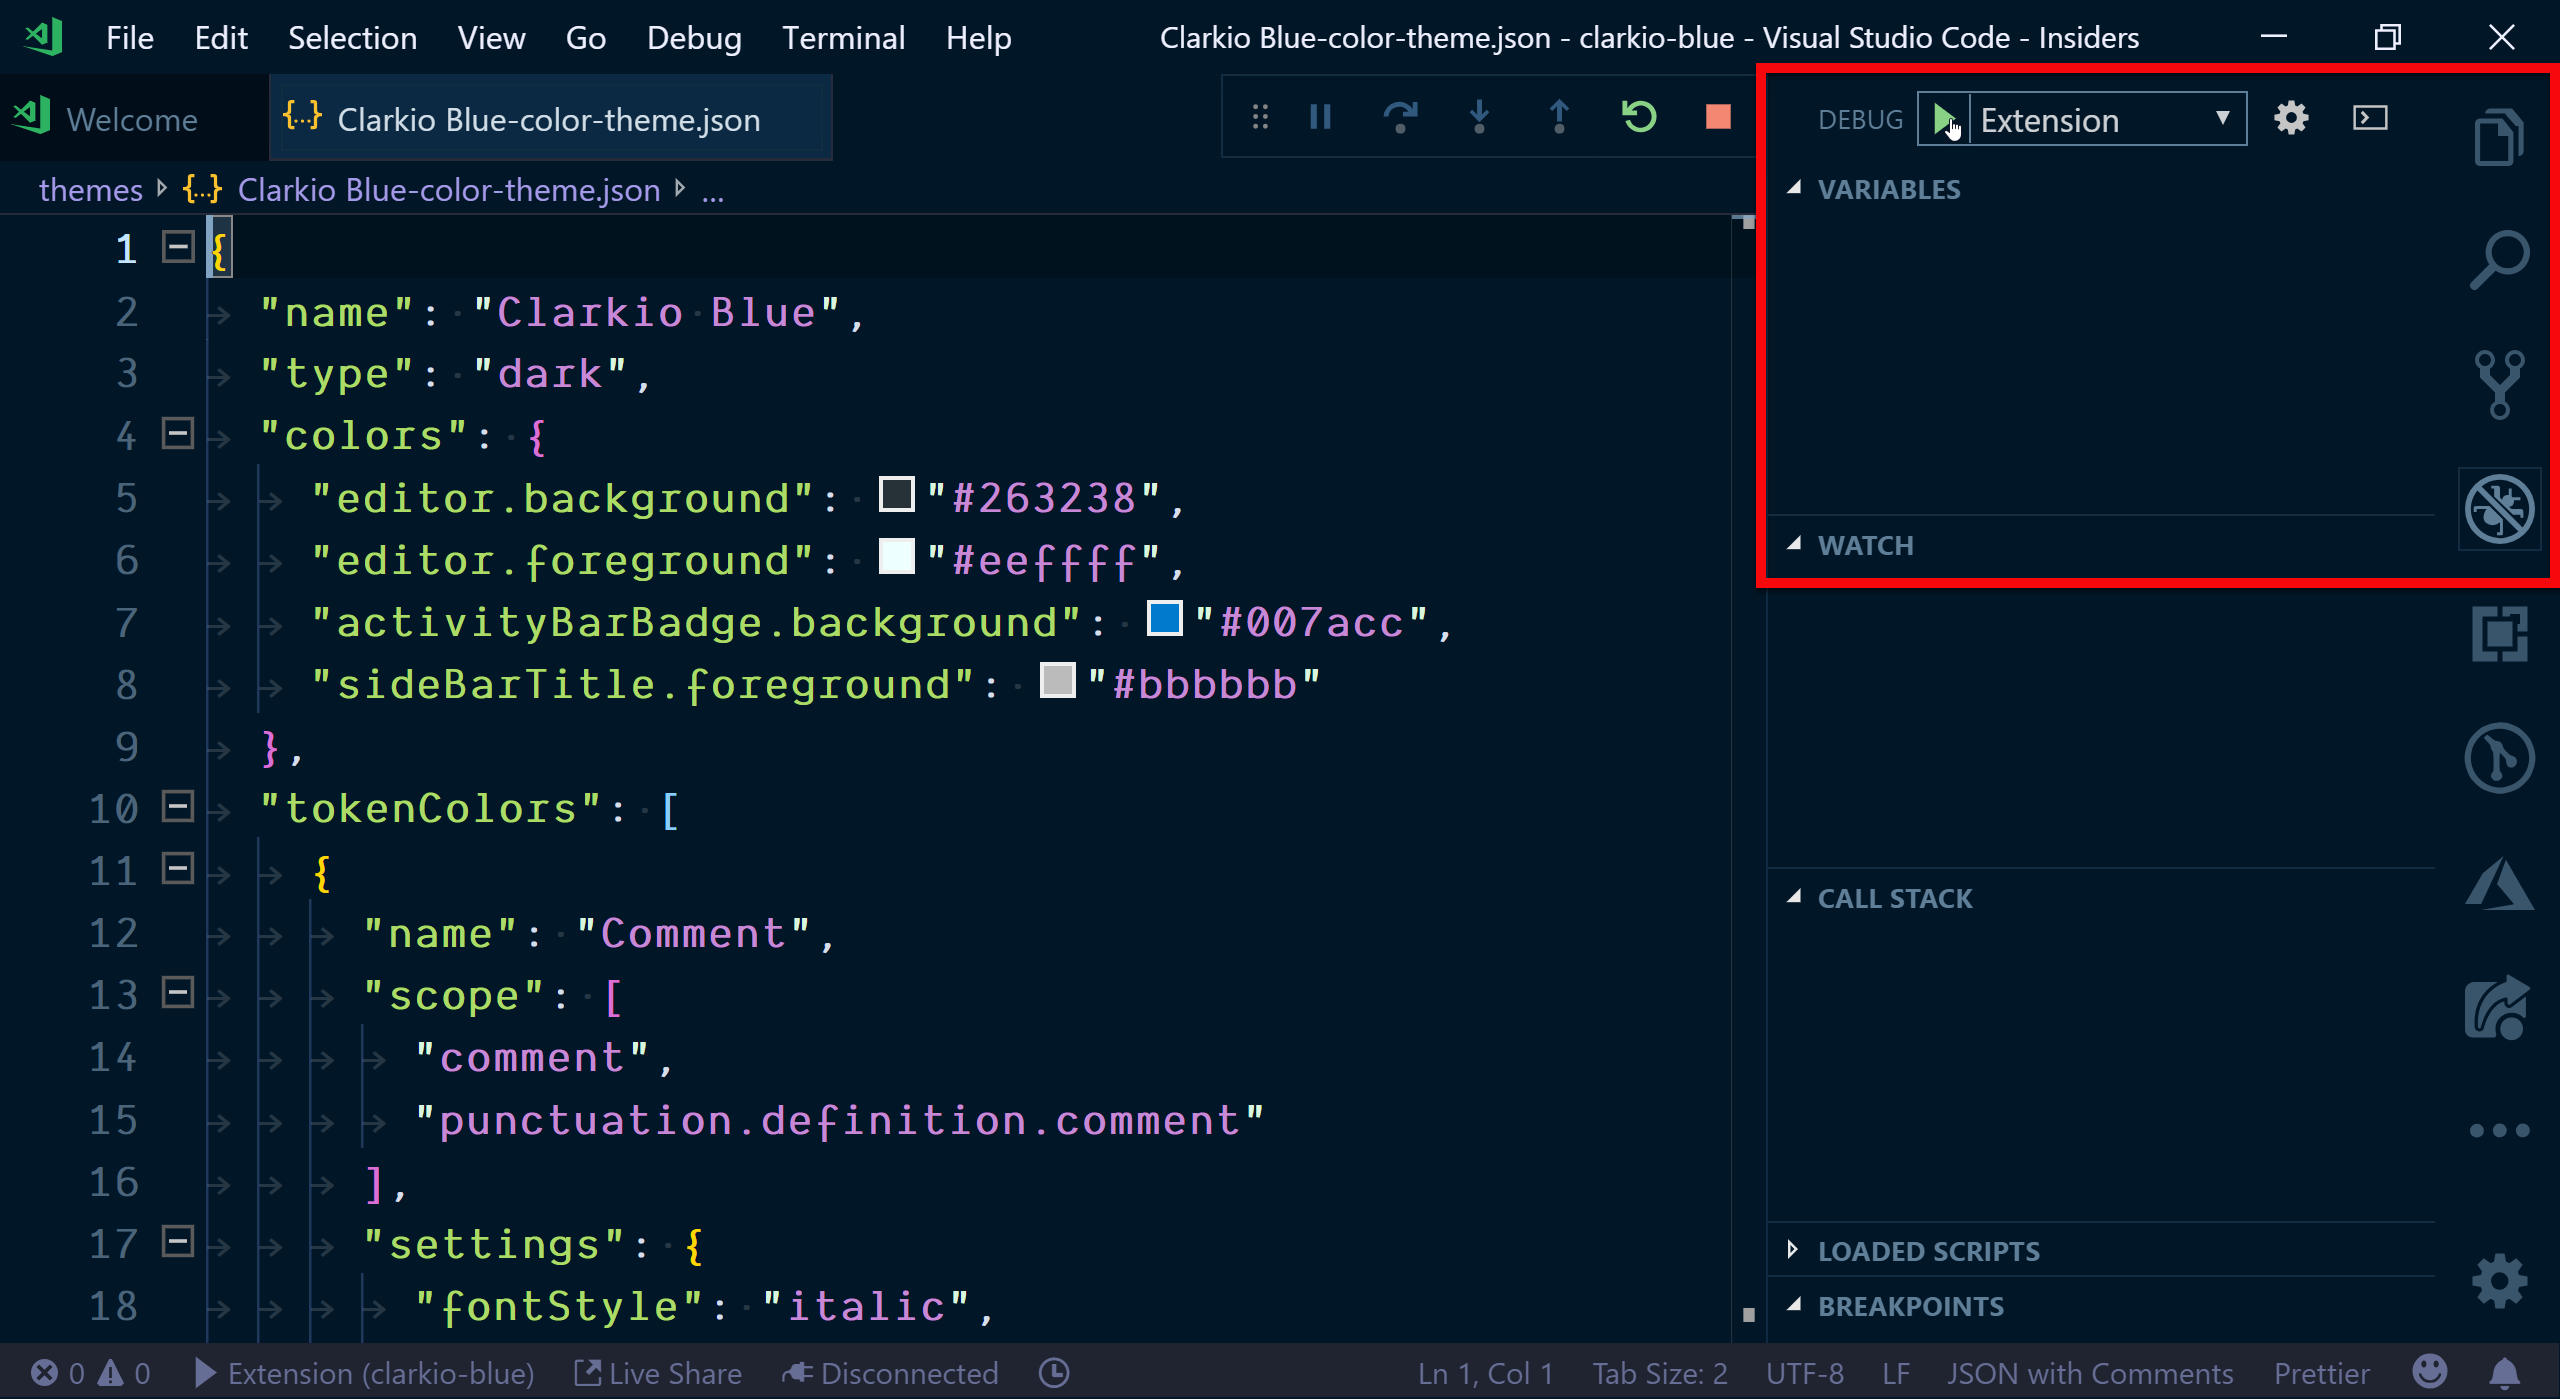 File Edit Selection View Go Debug Terminal Help Clarkio Blue-color-theme.json - clarkio-blue - Visual Studio Code - Insiders
Welcome {...} Clarkio Blue-color-theme.json
DEBUG Extension
themes {...} Clarkio Blue-color-theme.json ...
VARIABLES
WATCH
CALL STACK
LOADED SCRIPTS
BREAKPOINTS
1 {
2 "name": "Clarkio Blue",
3 "type": "dark",
4 "colors": {
5 "editor.background": "#263238",
6 "editor.foreground": "#eeffff",
7 "activityBarBadge.background": "#007acc",
8 "sideBarTitle.foreground": "#bbbbbb"
9 },
10 "tokenColors": [
11 {
12 "name": "Comment",
13 "scope": [
14 "comment",
15 "punctuation.definition.comment"
16 ],
17 "settings": {
18 "fontStyle": "italic",
0 0 Extension (clarkio-blue) Live Share Disconnected Ln 1, Col 1 Tab Size: 2 UTF-8 LF JSON with Comments Prettier